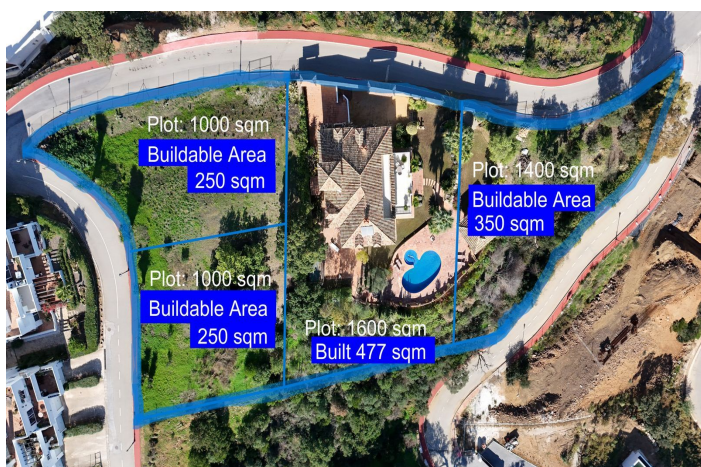 Plot: 1000 sqm
Buildable Area
250 sqm
Plot: 1400 sqm
Buildable Area
350 sqm
Plot: 1000 sqm
Buildable Area
250 sqm
Plot: 1600 sqm
Built 477 sqm